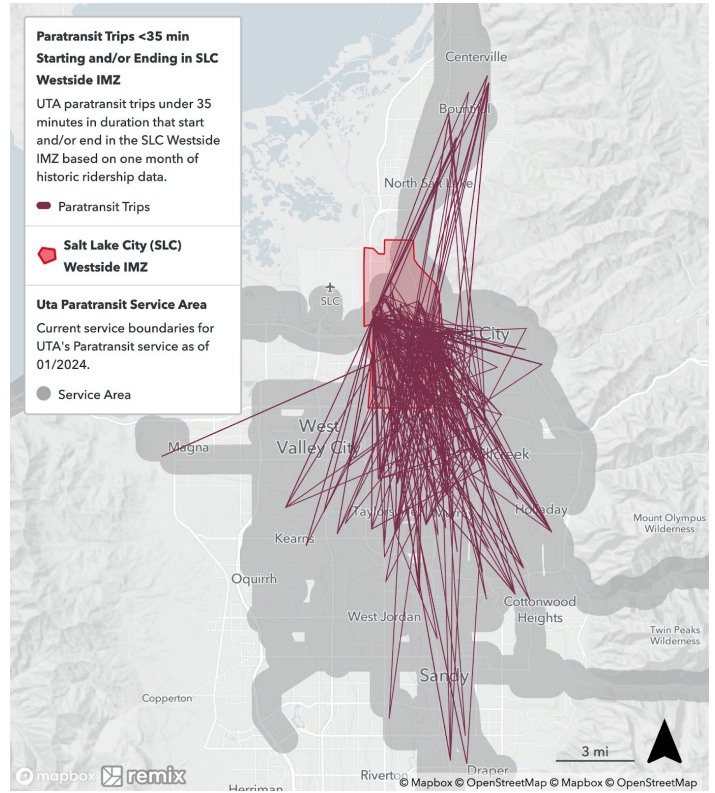 Paratransit Trips <35 min
Starting and/or Ending in SLC
Westside IMZ
UTA paratransit trips under 35
minutes in duration that start
and/or end in the SLC Westside
IMZ based on one month of
historic ridership data.
Paratransit Trips
Salt Lake City (SLC)
Westside IMZ
Uta Paratransit Service Area
Current service boundaries for
UTA's Paratransit service as of
01/2024.
Service Area
Centerville
North Salt Lake
SLC
City
West
Valley City
Magna
Kearns
Holladay
Mount Olympus
Wilderness
Oquirrh
Cottonwood
Heights
West Jordan
Twin Peaks
Wilderness
Sandy
Copperton
3 mi
Riverton
Draper
Herriman
mapbox
remix
© Mapbox © OpenStreetMap © Mapbox © OpenStreetMap